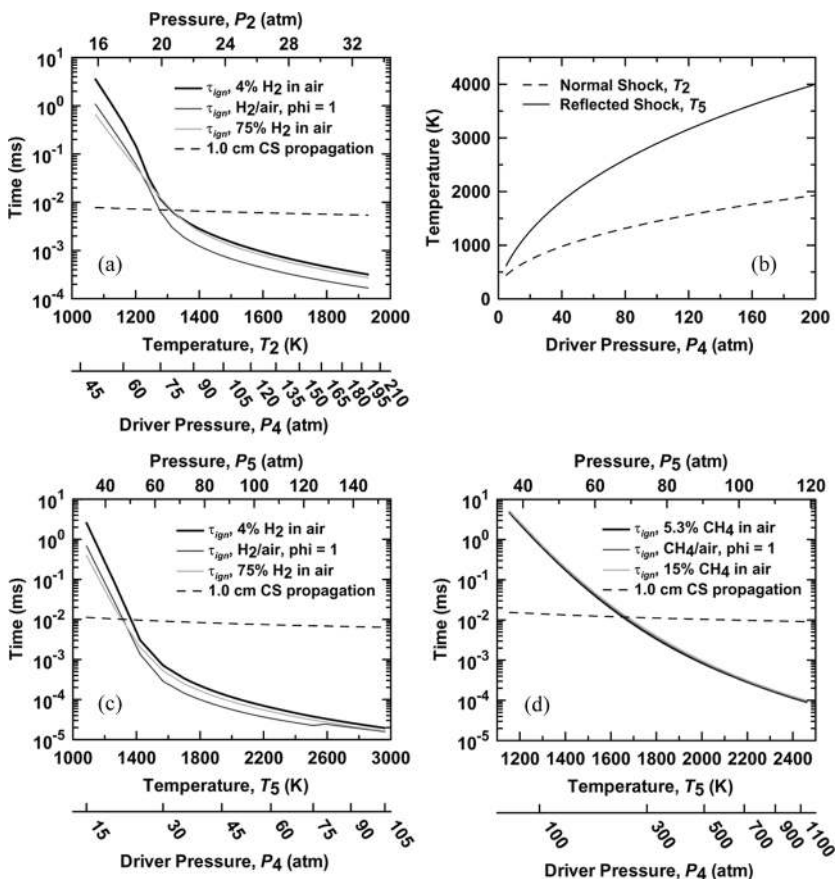 Pressure, P2 (atm)
16 18 20 24 28 32
10^1
10^0
10^-1
10^-2
10^-3
10^-4
Time (ms)
τign, 4% H2 in air
τign, H2/air, phi = 1
τign, 75% H2 in air
1.0 cm CS propagation
(a)
1000 1200 1400 1600 1800 2000
Temperature, T2 (K)
45 60 75 90 105 120 135 150 165 180 195 210
Driver Pressure, P4 (atm)
4000
3000
2000
1000
0
Temperature (K)
Normal Shock, T2
Reflected Shock, T5
(b)
0 40 80 120 160 200
Driver Pressure, P4 (atm)
Pressure, P5 (atm)
40 60 80 100 120 140
10^1
10^0
10^-1
10^-2
10^-3
10^-4
10^-5
Time (ms)
τign, 4% H2 in air
τign, H2/air, phi = 1
τign, 75% H2 in air
1.0 cm CS propagation
(c)
1000 1400 1800 2200 2600 3000
Temperature, T5 (K)
15 30 45 60 75 90 105
Driver Pressure, P4 (atm)
Pressure, P5 (atm)
40 60 80 100 120
10^1
10^0
10^-1
10^-2
10^-3
10^-4
10^-5
Time (ms)
τign, 5.3% CH4 in air
τign, CH4/air, phi = 1
τign, 15% CH4 in air
1.0 cm CS propagation
(d)
1200 1400 1600 1800 2000 2200 2400
Temperature, T5 (K)
100 300 500 700 900 1100
Driver Pressure, P4 (atm)